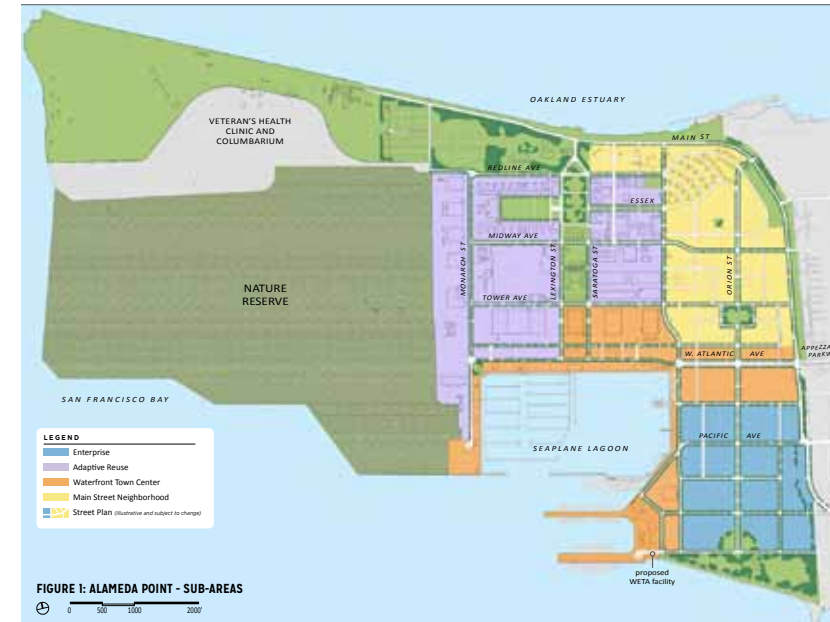 OAKLAND ESTUARY
VETERAN'S HEALTH
CLINIC AND
COLUMBARIUM
MAIN ST
REDLINE AVE
ESSEX
MIDWAY AVE
MONARCH ST
LEXINGTON ST
SARATOGA ST
ORION ST
NATURE
RESERVE
TOWER AVE
W. ATLANTIC AVE
APPEZZA
PARKW
SAN FRANCISCO BAY
PACIFIC AVE
SEAPLANE LAGOON
LEGEND
Enterprise
Adaptive Reuse
Waterfront Town Center
Main Street Neighborhood
Street Plan (illustrative and subject to change)
proposed
WETA facility
FIGURE 1: ALAMEDA POINT - SUB-AREAS
0 500 1000 2000'